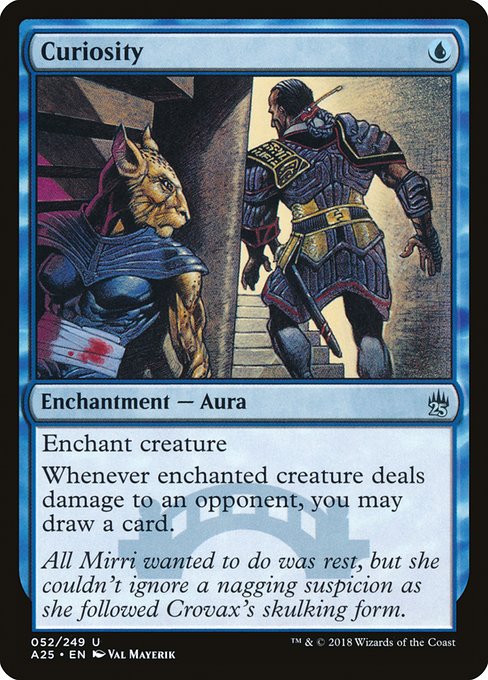 Curiosity
Enchantment — Aura
25
Enchant creature
Whenever enchanted creature deals
damage to an opponent, you may
draw a card.
All Mirri wanted to do was rest, but she
couldn't ignore a nagging suspicion as
she followed Crovax's skulking form.
052/249 U
A25 • EN Val Mayerik
™ & © 2018 Wizards of the Coast